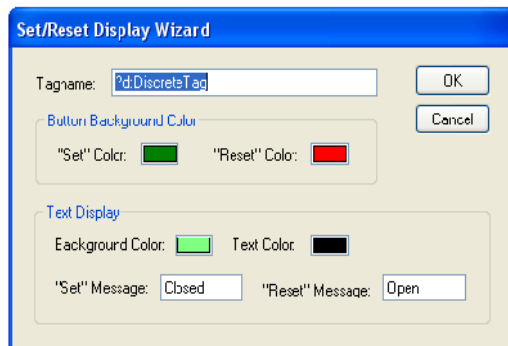 Set/Reset Display Wizard
Tagname: ?d:DiscreteTag OK
Button Background Color Cancel
"Set" Color: "Reset" Color:
Text Display
Background Color: Text Color:
"Set" Message: Closed "Reset" Message: Open